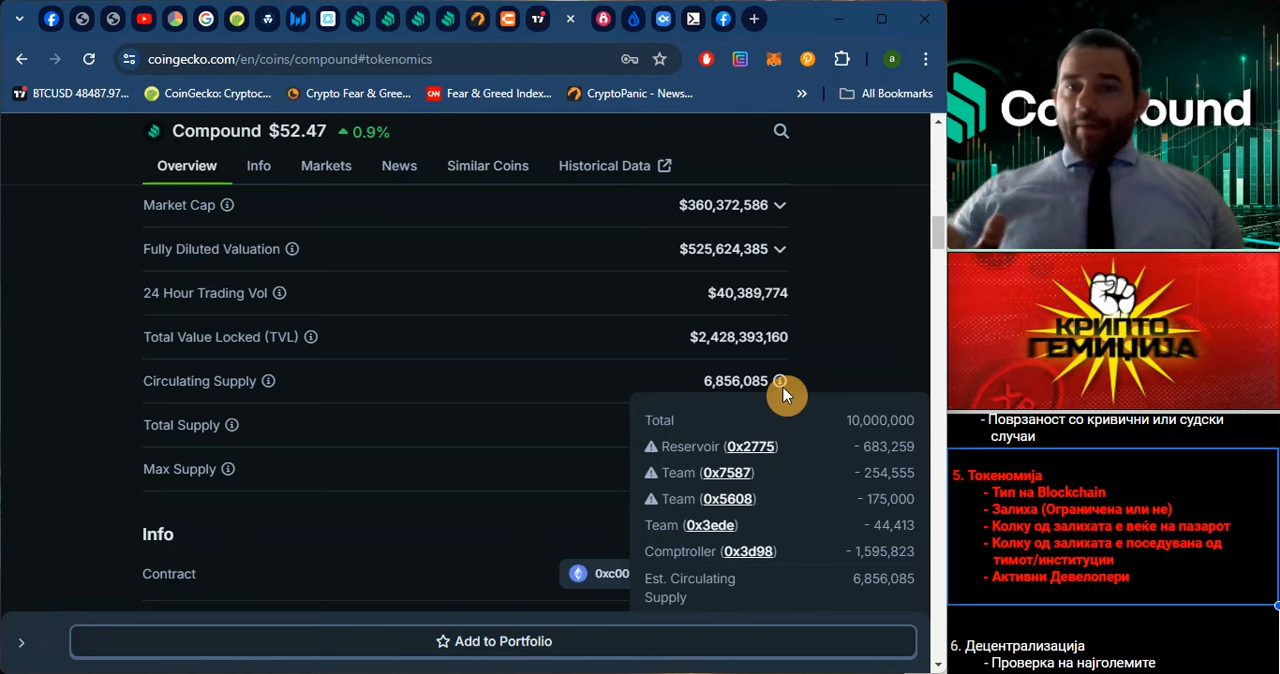 coingecko.com/en/coins/compound#tokenomics
BTCUSD 48487.97...
CoinGecko: Cryptoc...
Crypto Fear & Gree...
Fear & Greed Index...
CryptoPanic - News...
All Bookmarks
Compound $52.47 0.9%
Overview Info Markets News Similar Coins Historical Data
Market Cap $360,372,586
Fully Diluted Valuation $525,624,385
24 Hour Trading Vol $40,389,774
Total Value Locked (TVL) $2,428,393,160
Circulating Supply 6,856,085
Total Supply
Max Supply
Total 10,000,000
Reservoir (0x2775) - 683,259
Team (0x7587) - 254,555
Team (0x5608) - 175,000
Team (0x3ede) - 44,413
Comptroller (0x3d98) - 1,595,823
Est. Circulating 6,856,085
Supply
Info
Contract 0xc00
Add to Portfolio
КРИПТО
ГЕМИЏИЈА
- Поврзаност со кривични или судски
случаи
5. Токеномија
- Тип на Blockchain
- Залиха (Ограничена или не)
- Колку од залихата е веќе на пазарот
- Колку од залихата е поседувана од
тимот/институции
- Активни Девелопери
6. Децентрализација
- Проверка на најголемите